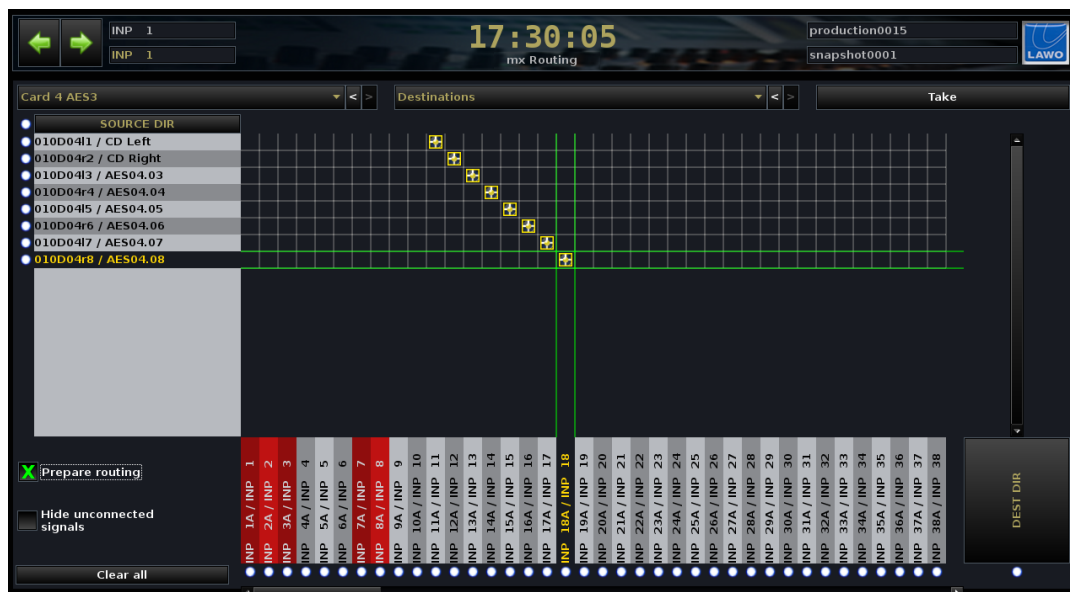 INP 1
INP 1
17:30:05
mx Routing
production0015
snapshot0001
LAWO
Card 4 AES3
< >
Destinations
< >
Take
SOURCE DIR
010D04l1 / CD Left
010D04r2 / CD Right
010D04l3 / AES04.03
010D04r4 / AES04.04
010D04l5 / AES04.05
010D04r6 / AES04.06
010D04l7 / AES04.07
010D04r8 / AES04.08
X Prepare routing
Hide unconnected
signals
Clear all
INP 1A / INP 1
INP 2A / INP 2
INP 3A / INP 3
INP 4A / INP 4
INP 5A / INP 5
INP 6A / INP 6
INP 7A / INP 7
INP 8A / INP 8
INP 9A / INP 9
INP 10A / INP 10
INP 11A / INP 11
INP 12A / INP 12
INP 13A / INP 13
INP 14A / INP 14
INP 15A / INP 15
INP 16A / INP 16
INP 17A / INP 17
INP 18A / INP 18
INP 19A / INP 19
INP 20A / INP 20
INP 21A / INP 21
INP 22A / INP 22
INP 23A / INP 23
INP 24A / INP 24
INP 25A / INP 25
INP 26A / INP 26
INP 27A / INP 27
INP 28A / INP 28
INP 29A / INP 29
INP 30A / INP 30
INP 31A / INP 31
INP 32A / INP 32
INP 33A / INP 33
INP 34A / INP 34
INP 35A / INP 35
INP 36A / INP 36
INP 37A / INP 37
INP 38A / INP 38
DEST DIR